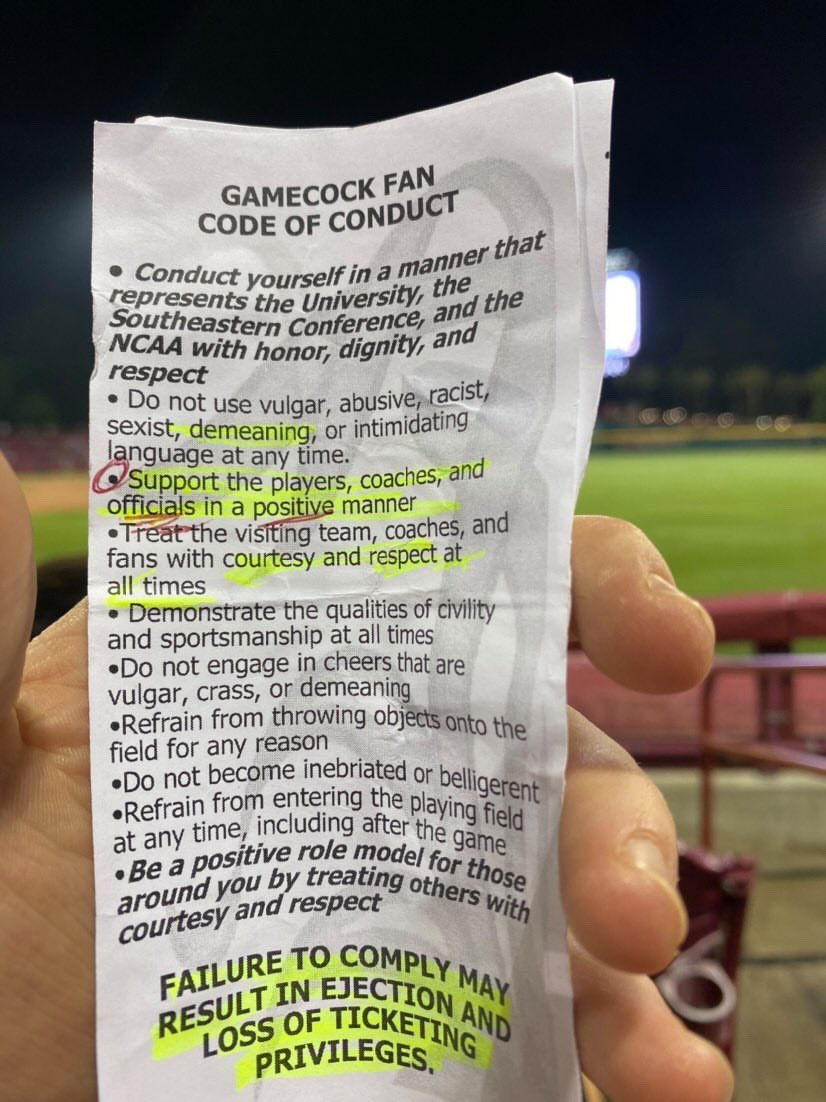 GAMECOCK FAN
CODE OF CONDUCT
• Conduct yourself in a manner that
represents the University, the
Southeastern Conference, and the
NCAA with honor, dignity, and
respect
• Do not use vulgar, abusive, racist,
sexist, demeaning, or intimidating
language at any time.
• Support the players, coaches, and
officials in a positive manner
•Treat the visiting team, coaches, and
fans with courtesy and respect at
all times
• Demonstrate the qualities of civility
and sportsmanship at all times
•Do not engage in cheers that are
vulgar, crass, or demeaning
•Refrain from throwing objects onto the
field for any reason
•Do not become inebriated or belligerent
•Refrain from entering the playing field
at any time, including after the game
•Be a positive role model for those
around you by treating others with
courtesy and respect
FAILURE TO COMPLY MAY
RESULT IN EJECTION AND
LOSS OF TICKETING
PRIVILEGES.